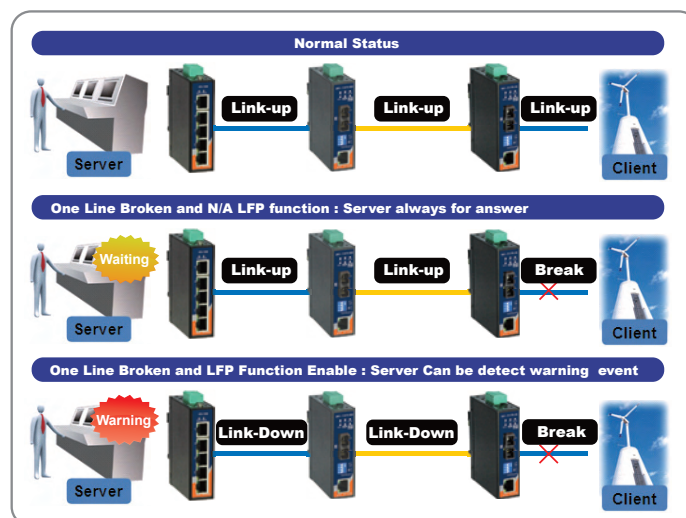 Normal Status
Link-up
Link-up
Link-up
Server
Client
One Line Broken and N/A LFP function : Server always for answer
Waiting
Link-up
Link-up
Break
Server
Client
One Line Broken and LFP Function Enable : Server Can be detect warning event
Warning
Link-Down
Link-Down
Break
Server
Client